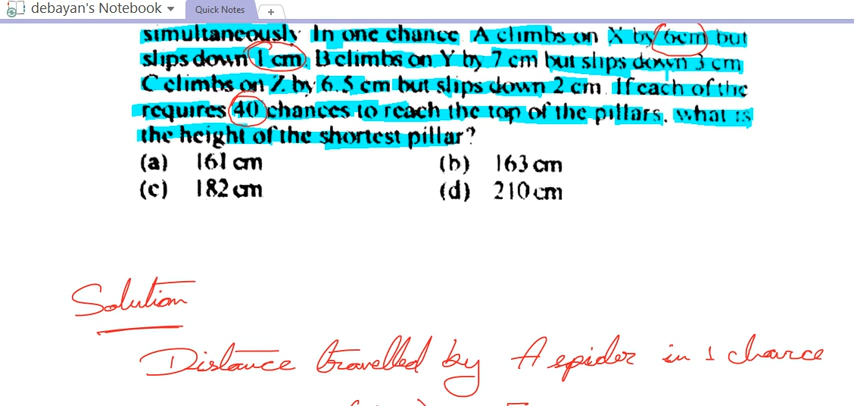 debayan's Notebook
Quick Notes
+
simultaneously In one chance A climbs on X by 6cm but
slips down 1 cm, B climbs on Y by 7 cm but slips down 3 cm,
C climbs on Z by 6.5 cm but slips down 2 cm. If each of the
requires 40 chances to reach the top of the pillars, what is
the height of the shortest pillar?
(a) 161 cm
(b) 163 cm
(c) 182 cm
(d) 210 cm
Solution
Distance travelled by A spider in 1 chance